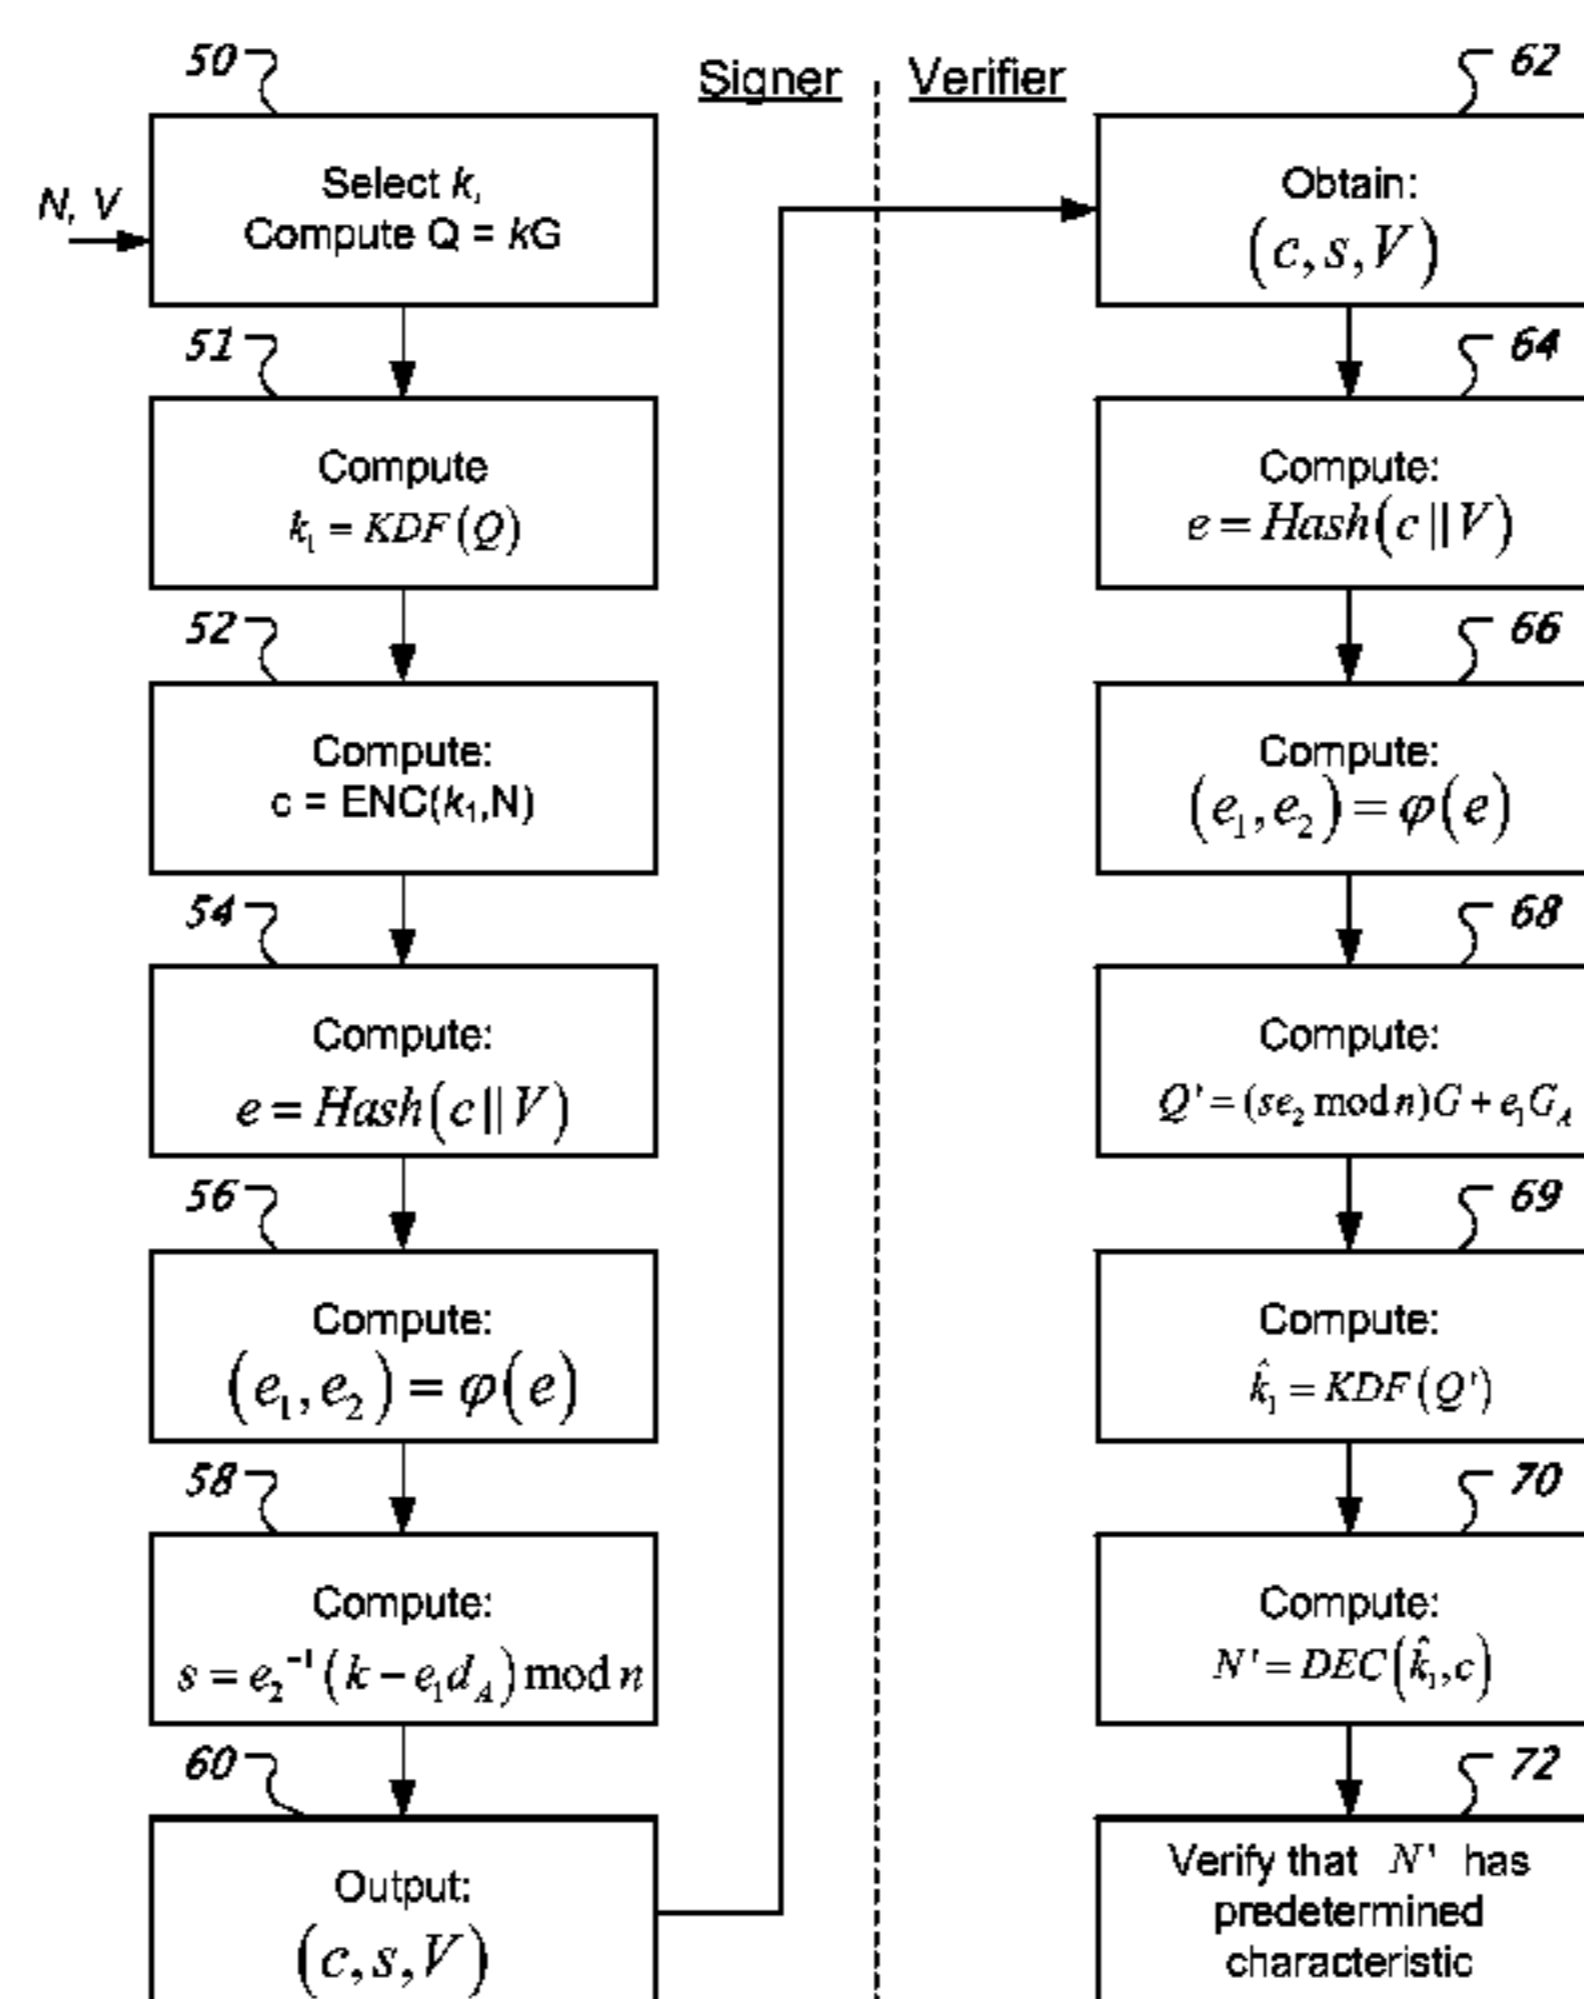 Signer
Verifier
50
N, V
Select k,
Compute Q = kG
51
Compute
k₁ = KDF(Q)
52
Compute:
c = ENC(k₁,N)
54
Compute:
e = Hash(c || V)
56
Compute:
(e₁, e₂) = φ(e)
58
Compute:
s = e₂⁻¹(k − e₁d_A) mod n
60
Output:
(c, s, V)
62
Obtain:
(c, s, V)
64
Compute:
e = Hash(c || V)
66
Compute:
(e₁, e₂) = φ(e)
68
Compute:
Q' = (se₂ mod n)G + e₁G_A
69
Compute:
k̂₁ = KDF(Q')
70
Compute:
N' = DEC(k̂₁, c)
72
Verify that N' has
predetermined
characteristic